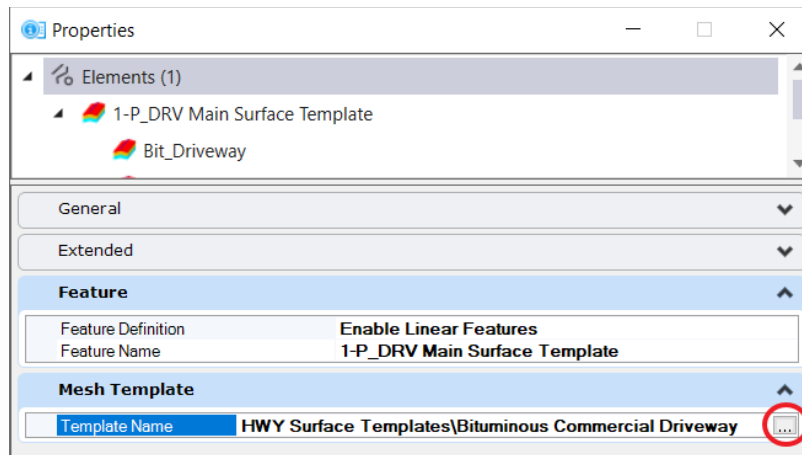 Properties
Elements (1)
1-P_DRV Main Surface Template
Bit_Driveway
General
Extended
Feature
Feature Definition Enable Linear Features
Feature Name 1-P_DRV Main Surface Template
Mesh Template
Template Name HWY Surface Templates\Bituminous Commercial Driveway ...